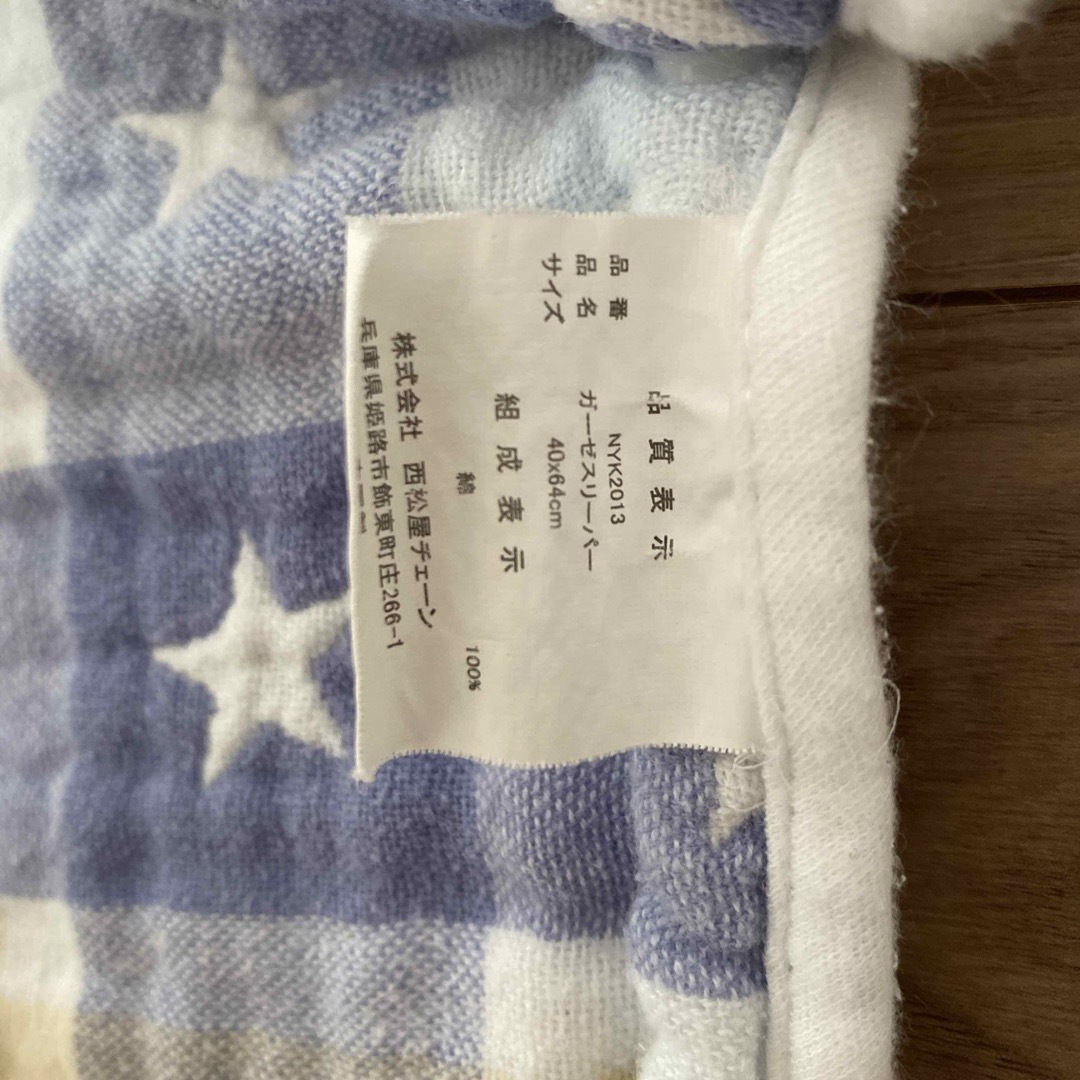 品質表示
品番 NYK2013
品名 ガーゼスリーパー
サイズ 40x64cm
組成表示
綿 100%
株式会社 西松屋チェーン
兵庫県姫路市飾東町庄266-1